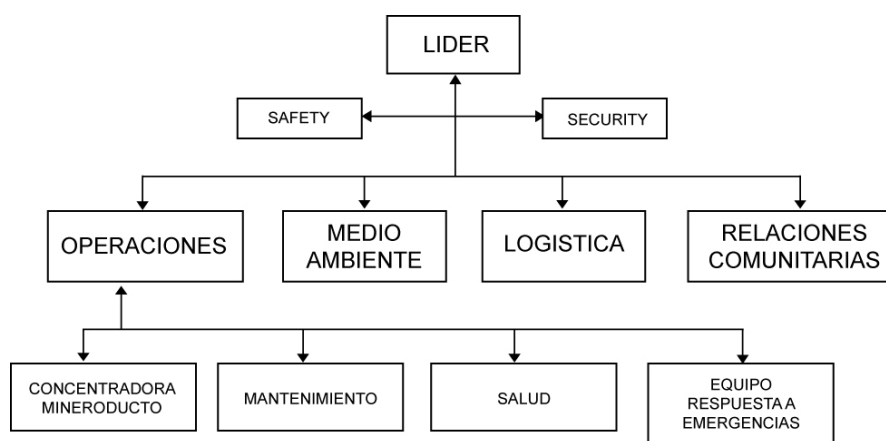 LIDER
SAFETY
SECURITY
OPERACIONES
MEDIO
AMBIENTE
LOGISTICA
RELACIONES
COMUNITARIAS
CONCENTRADORA
MINERODUCTO
MANTENIMIENTO
SALUD
EQUIPO
RESPUESTA A
EMERGENCIAS